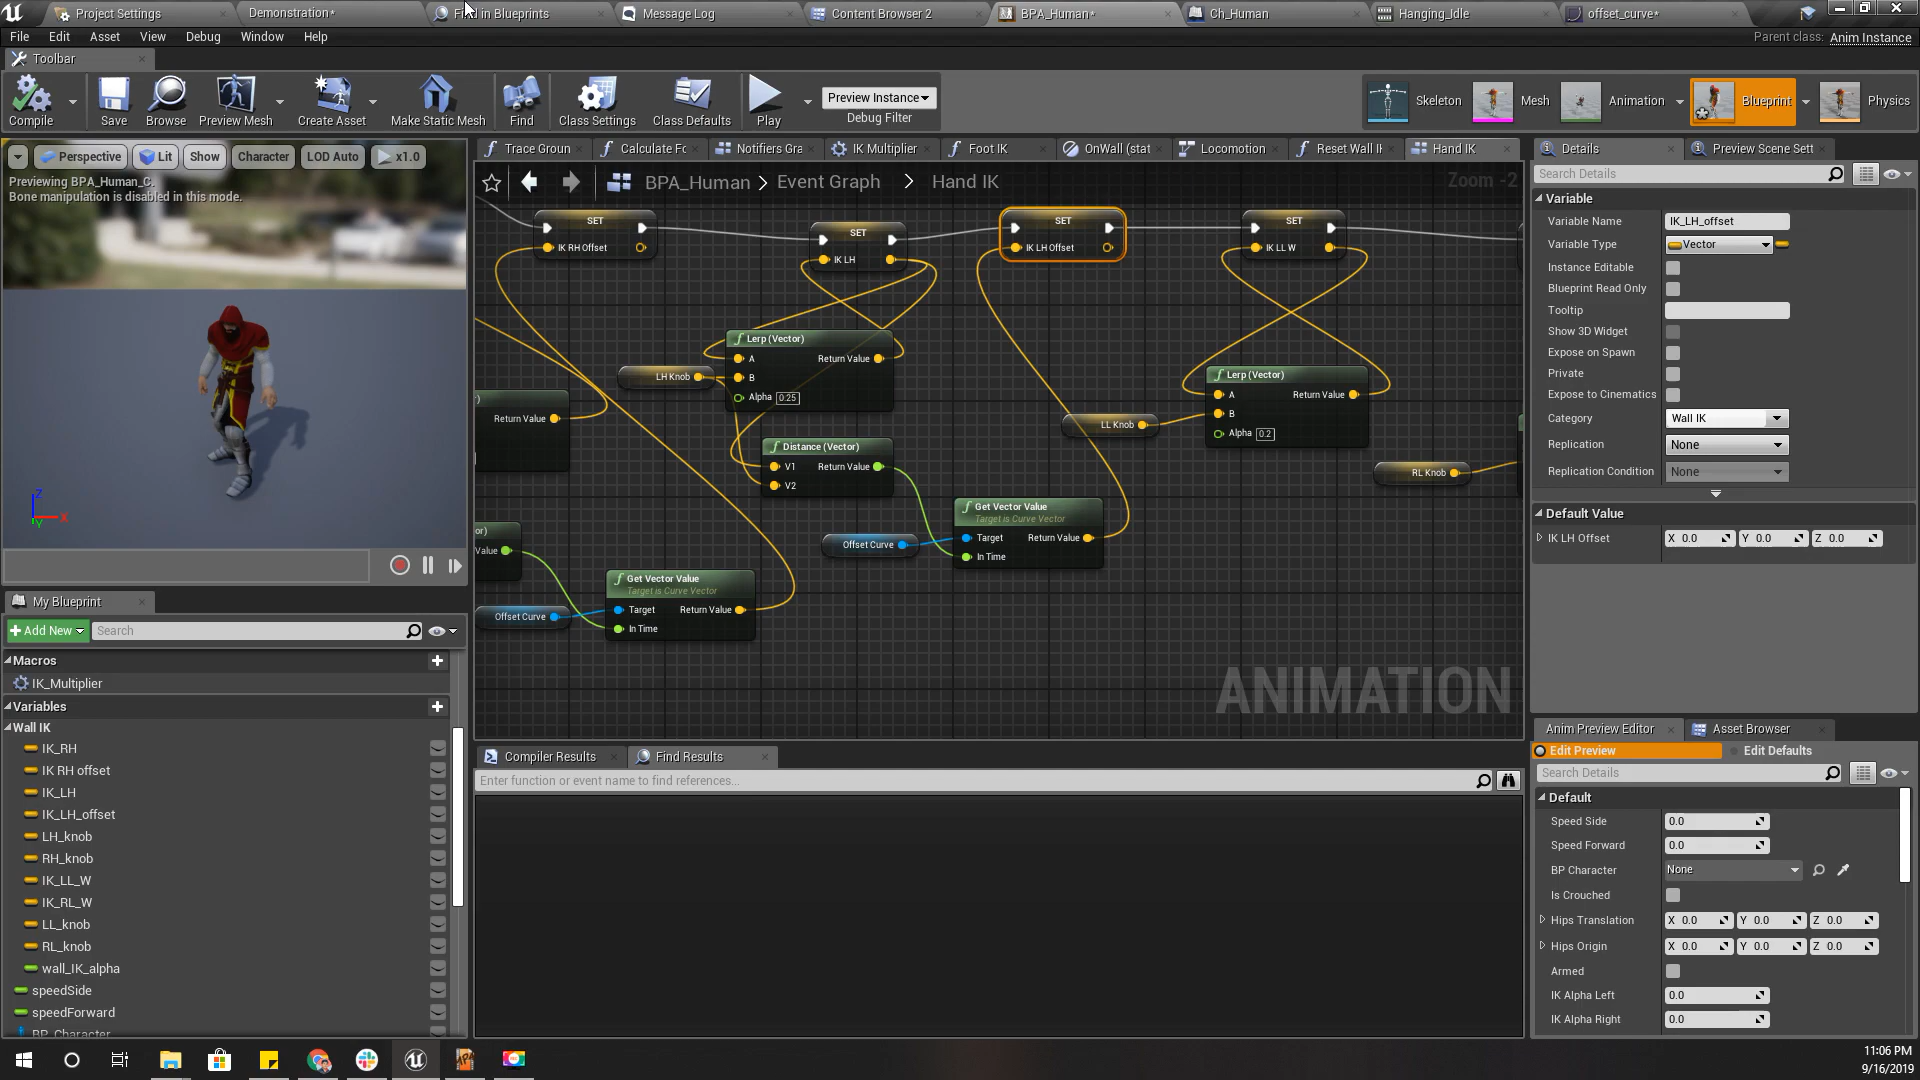 Project Settings
Demonstration*
Find in Blueprints
Message Log
Content Browser 2
BPA_Human*
Ch_Human
Hanging_Idle
offset_curve*
File Edit Asset View Debug Window Help
Parent class: Anim Instance
Toolbar
Compile
Save
Browse
Preview Mesh
Create Asset
Make Static Mesh
Find
Class Settings
Class Defaults
Play
Preview Instance
Debug Filter
Skeleton
Mesh
Animation
Blueprint
Physics
Perspective
Lit
Show
Character
LOD Auto
x1.0
Previewing BPA_Human_C.
Bone manipulation is disabled in this mode.
Z
X
Y
Trace Groun
Calculate Fo
Notifiers Gra
IK Multiplier
Foot IK
OnWall (stat
Locomotion
Reset Wall I
Hand IK
BPA_Human > Event Graph > Hand IK
Zoom -2
SET
IK RH Offset
SET
IK LH
SET
IK LH Offset
SET
IK LL W
Lerp (Vector)
A Return Value
B
Alpha 0.25
LH Knob
Return Value
Distance (Vector)
V1 Return Value
V2
Lerp (Vector)
A Return Value
B
Alpha 0.2
LL Knob
RL Knob
Get Vector Value
Target is Curve Vector
Target Return Value
In Time
Offset Curve
or)
Value
Get Vector Value
Target is Curve Vector
Target Return Value
In Time
Offset Curve
ANIMATION
My Blueprint
Add New
Search
Macros
IK_Multiplier
Variables
Wall IK
IK_RH
IK RH offset
IK_LH
IK_LH_offset
LH_knob
RH_knob
IK_LL_W
IK_RL_W
LL_knob
RL_knob
wall_IK_alpha
speedSide
speedForward
BP_Character
Compiler Results
Find Results
Enter function or event name to find references...
Details
Preview Scene Sett
Search Details
Variable
Variable Name IK_LH_offset
Variable Type Vector
Instance Editable
Blueprint Read Only
Tooltip
Show 3D Widget
Expose on Spawn
Private
Expose to Cinematics
Category Wall IK
Replication None
Replication Condition None
Default Value
IK LH Offset X 0.0 Y 0.0 Z 0.0
Anim Preview Editor
Asset Browser
Edit Preview
Edit Defaults
Search Details
Default
Speed Side 0.0
Speed Forward 0.0
BP Character None
Is Crouched
Hips Translation X 0.0 Y 0.0 Z 0.0
Hips Origin X 0.0 Y 0.0 Z 0.0
Armed
IK Alpha Left 0.0
IK Alpha Right 0.0
11:06 PM
9/16/2019